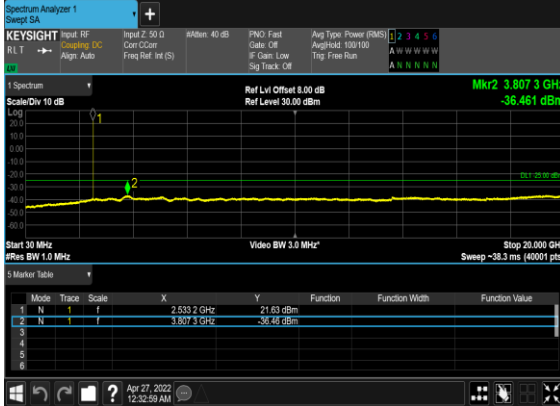 Spectrum Analyzer 1
Swept SA
+
KEYSIGHT Input: RF Input Z: 50 Ω #Atten: 40 dB PNO: Fast Avg Type: Power (RMS) 1 2 3 4 5 6
RLT Coupling: DC Corr CCorr Gate: Off Avg|Hold: 100/100 A W W W W W
Align: Auto Freq Ref: Int (S) IF Gain: Low Trig: Free Run A N N N N N
Sig Track: Off
1 Spectrum
Scale/Div 10 dB Ref Lvl Offset 8.00 dB Mkr2 3.807 3 GHz
Ref Level 30.00 dBm -36.461 dBm
Log
20.0
10.0
0.00
-10.0
-20.0
-30.0
-40.0
-50.0
-60.0
1
2
DL1 -25.00 dBm
Start 30 MHz Video BW 3.0 MHz* Stop 20.000 GHz
#Res BW 1.0 MHz Sweep ~38.3 ms (40001 pts)
5 Marker Table
Mode Trace Scale X Y Function Function Width Function Value
1 N 1 f 2.533 2 GHz 21.63 dBm
2 N 1 f 3.807 3 GHz -36.46 dBm
3
4
5
6
? Apr 27, 2022
12:32:59 AM